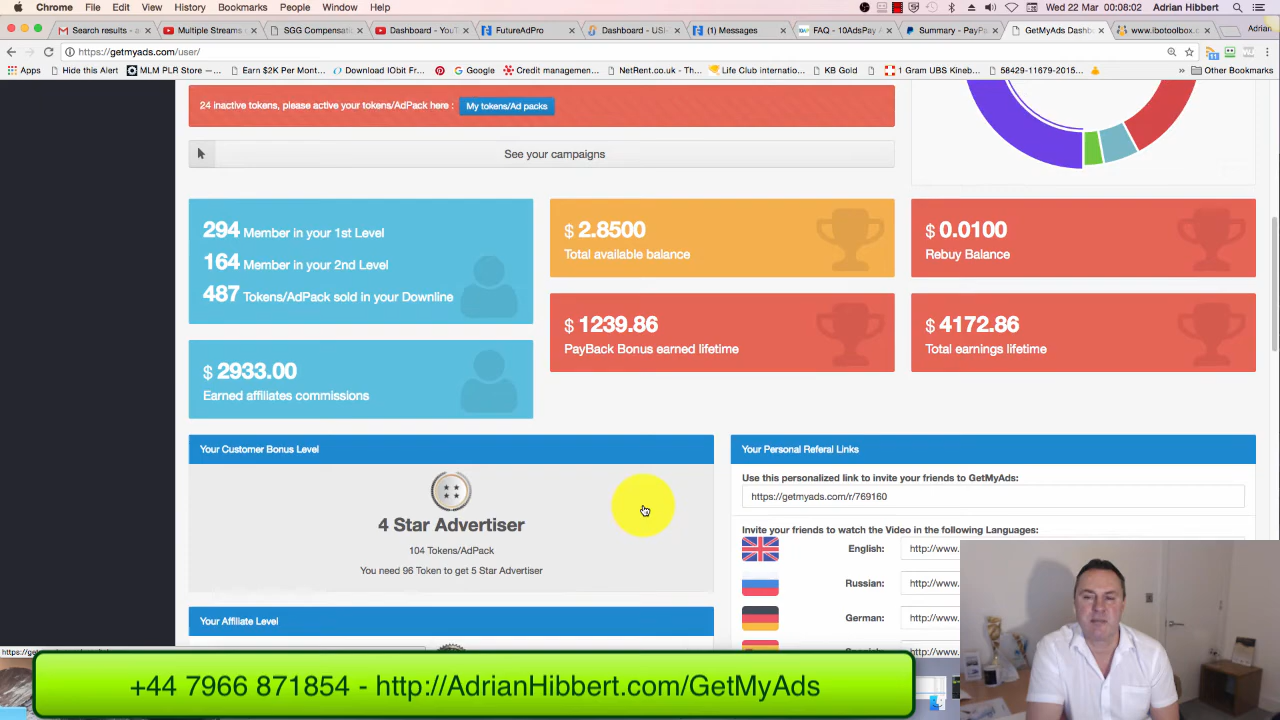 Chrome File Edit View History Bookmarks People Window Help Wed 22 Mar 00:08:02 Adrian Hibbert
Search results - a Multiple Streams o SGG Compensati Dashboard - YouT FutureAdPro Dashboard - USI- (1) Messages FAQ - 10AdsPay - Summary - PayPa GetMyAds Dashb www.ibotoolbox.c Adrian
https://getmyads.com/user/
Apps Hide this Alert MLM PLR Store — Earn $2K Per Mont... Download IObit Fr... Google Credit managemen... NetRent.co.uk - Th... Life Club internatio... KB Gold 1 Gram UBS Kineb... 58429-11679-2015... » Other Bookmarks
24 inactive tokens, please active your tokens/AdPack here : My tokens/Ad packs
See your campaigns
294 Member in your 1st Level
164 Member in your 2nd Level
487 Tokens/AdPack sold in your Downline
$ 2.8500
Total available balance
$ 0.0100
Rebuy Balance
$ 1239.86
PayBack Bonus earned lifetime
$ 4172.86
Total earnings lifetime
$ 2933.00
Earned affiliates commissions
Your Customer Bonus Level
4 Star Advertiser
104 Tokens/AdPack
You need 96 Token to get 5 Star Advertiser
Your Affiliate Level
Your Personal Referal Links
Use this personalized link to invite your friends to GetMyAds:
https://getmyads.com/r/769160
Invite your friends to watch the Video in the following Languages:
English: http://www.
Russian: http://www.
German: http://www.
+44 7966 871854 - http://AdrianHibbert.com/GetMyAds